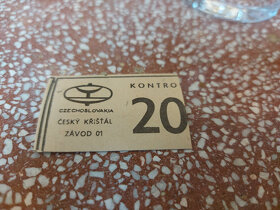 KONTRO
CZECHOSLOVAKIA
ČESKÝ KŘIŠŤÁL
ZÁVOD 01
20